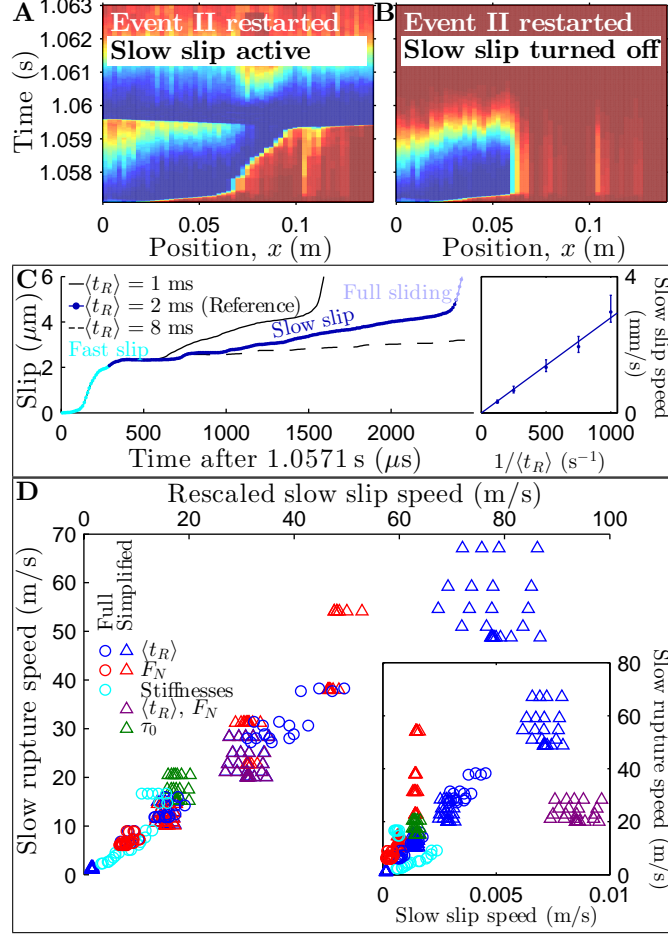 A
B
Event II restarted
Slow slip active
Event II restarted
Slow slip turned off
1.063
1.062
1.061
1.06
1.059
1.058
Time (s)
0 0.05 0.1
0 0.05 0.1
Position, x (m)
Position, x (m)
C
6
4
2
0
Slip (μm)
⟨t_R⟩ = 1 ms
⟨t_R⟩ = 2 ms (Reference)
⟨t_R⟩ = 8 ms
Fast slip
Slow slip
Full sliding
0 500 1000 1500 2000
Time after 1.0571 s (μs)
4
0
Slow slip speed
(mm/s)
0 500 1000
1/⟨t_R⟩ (s⁻¹)
D
Rescaled slow slip speed (m/s)
0 20 40 60 80 100
70
60
50
40
30
20
10
0
Slow rupture speed (m/s)
Full
Simplified
⟨t_R⟩
F_N
Stiffnesses
⟨t_R⟩, F_N
τ₀
80
60
40
20
0
Slow rupture speed (m/s)
0 0.005 0.01
Slow slip speed (m/s)